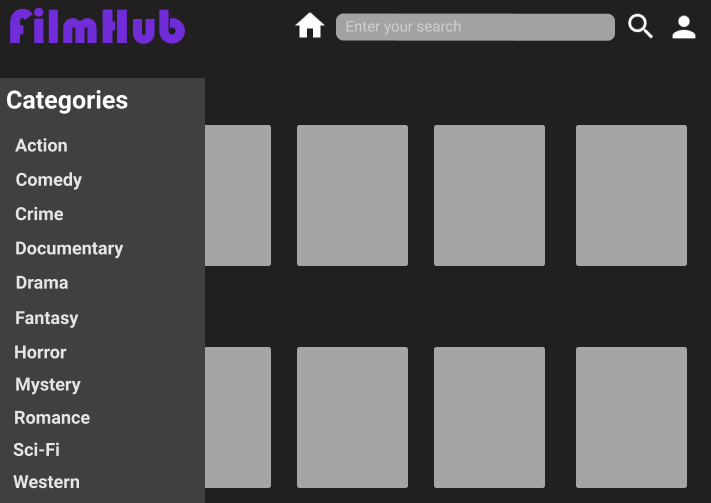 FilmHub
Enter your search
Categories
Action
Comedy
Crime
Documentary
Drama
Fantasy
Horror
Mystery
Romance
Sci-Fi
Western